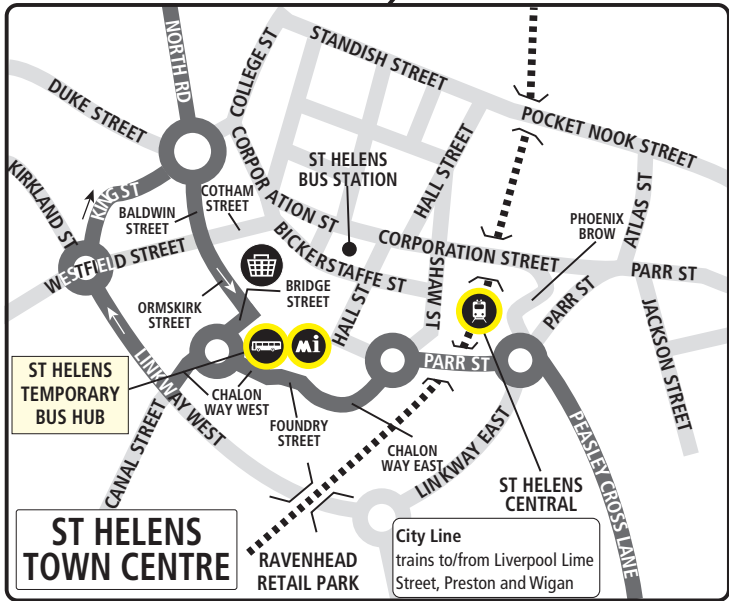 NORTH RD
COLLEGE ST
STANDISH STREET
DUKE STREET
POCKET NOOK STREET
KIRKLAND ST
KING ST
CORPORATION ST
ST HELENS
BUS STATION
HALL STREET
COTHAM
STREET
BALDWIN
STREET
ATLAS ST
PHOENIX
BROW
WESTFIELD STREET
BICKERSTAFFE ST
CORPORATION STREET
PARR ST
BRIDGE
STREET
SHAW ST
PARR ST
ORMSKIRK
STREET
HALL ST
JACKSON STREET
mi
ST HELENS
TEMPORARY
BUS HUB
LINKWAY WEST
PARR ST
CHALON
WAY WEST
FOUNDRY
STREET
CANAL STREET
CHALON
WAY EAST
LINKWAY EAST
PEASLEY CROSS LANE
ST HELENS
CENTRAL
ST HELENS
TOWN CENTRE
RAVENHEAD
RETAIL PARK
City Line
trains to/from Liverpool Lime
Street, Preston and Wigan